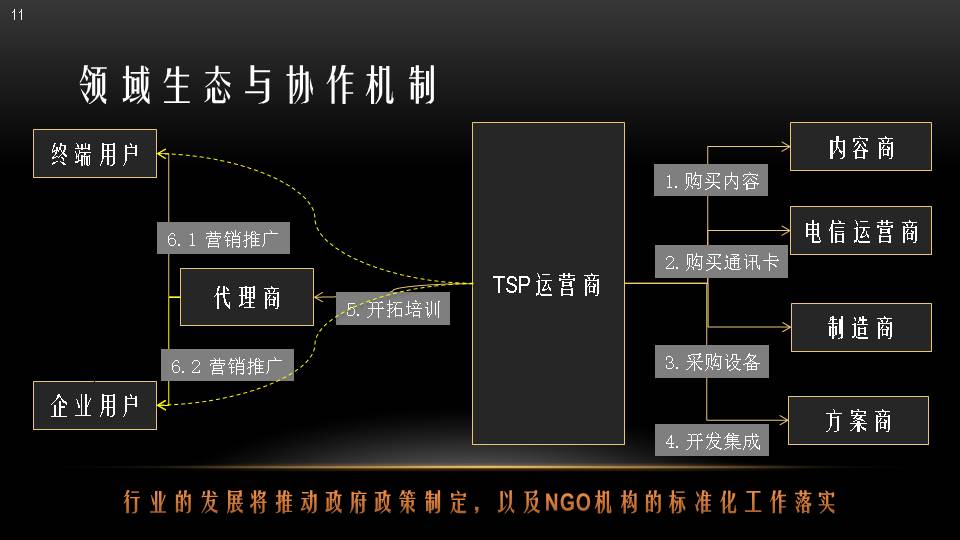 11
领域生态与协作机制
终端用户
内容商
1.购买内容
电信运营商
6.1 营销推广
2.购买通讯卡
代理商
TSP运营商
5.开拓培训
制造商
6.2 营销推广
3.采购设备
企业用户
方案商
4.开发集成
行业的发展将推动政府政策制定，以及NGO机构的标准化工作落实